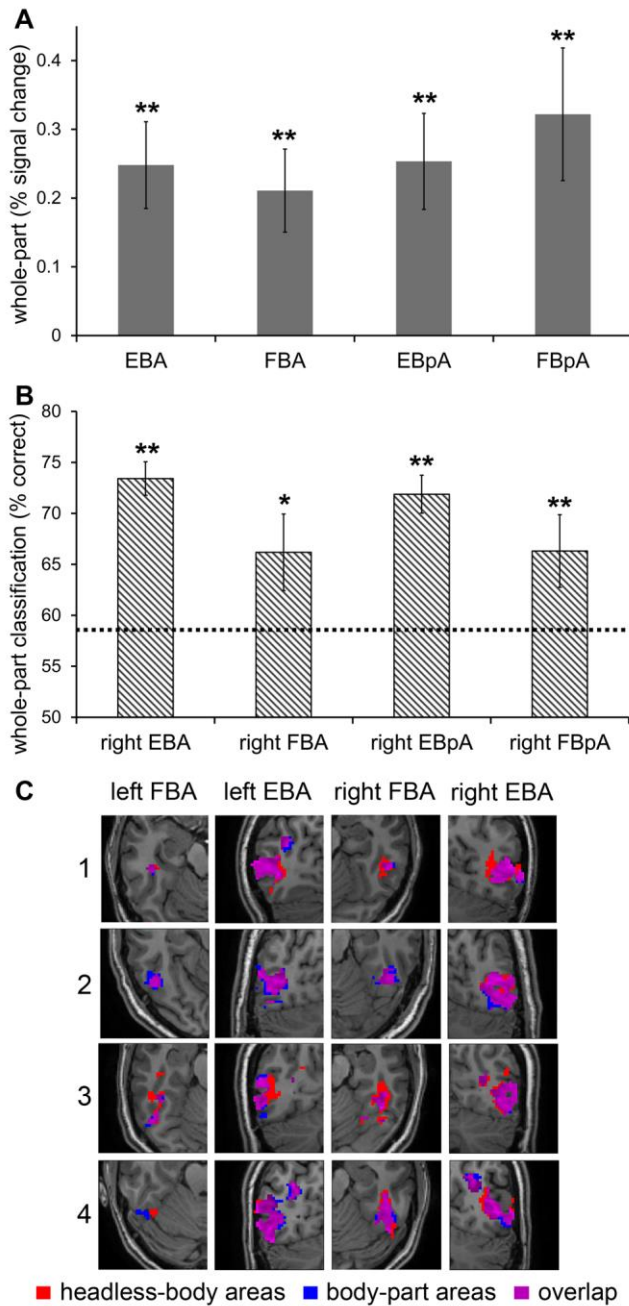 A
whole-part (% signal change)
0.4
0.3
0.2
0.1
0
**
**
**
**
EBA FBA EBpA FBpA
B
whole-part classification (% correct)
80
75
70
65
60
55
50
**
*
**
**
right EBA right FBA right EBpA right FBpA
C
left FBA left EBA right FBA right EBA
1
2
3
4
headless-body areas body-part areas overlap